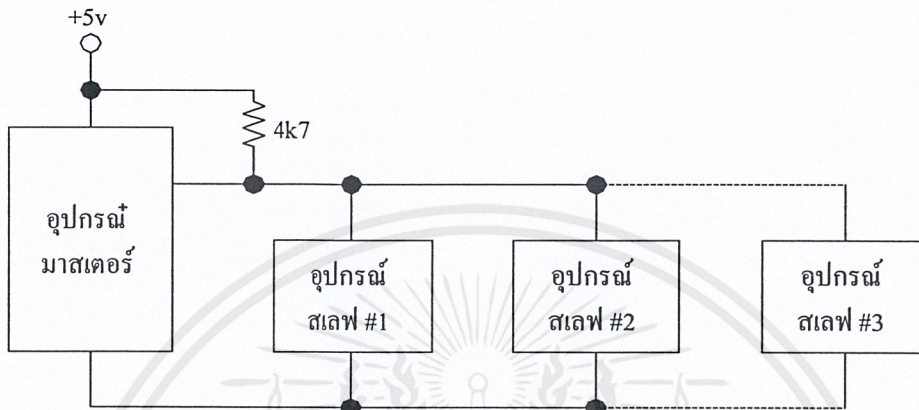 +5v
4k7
อุปกรณ์
มาสเตอร์
อุปกรณ์
สเลฟ #1
อุปกรณ์
สเลฟ #2
อุปกรณ์
สเลฟ #3